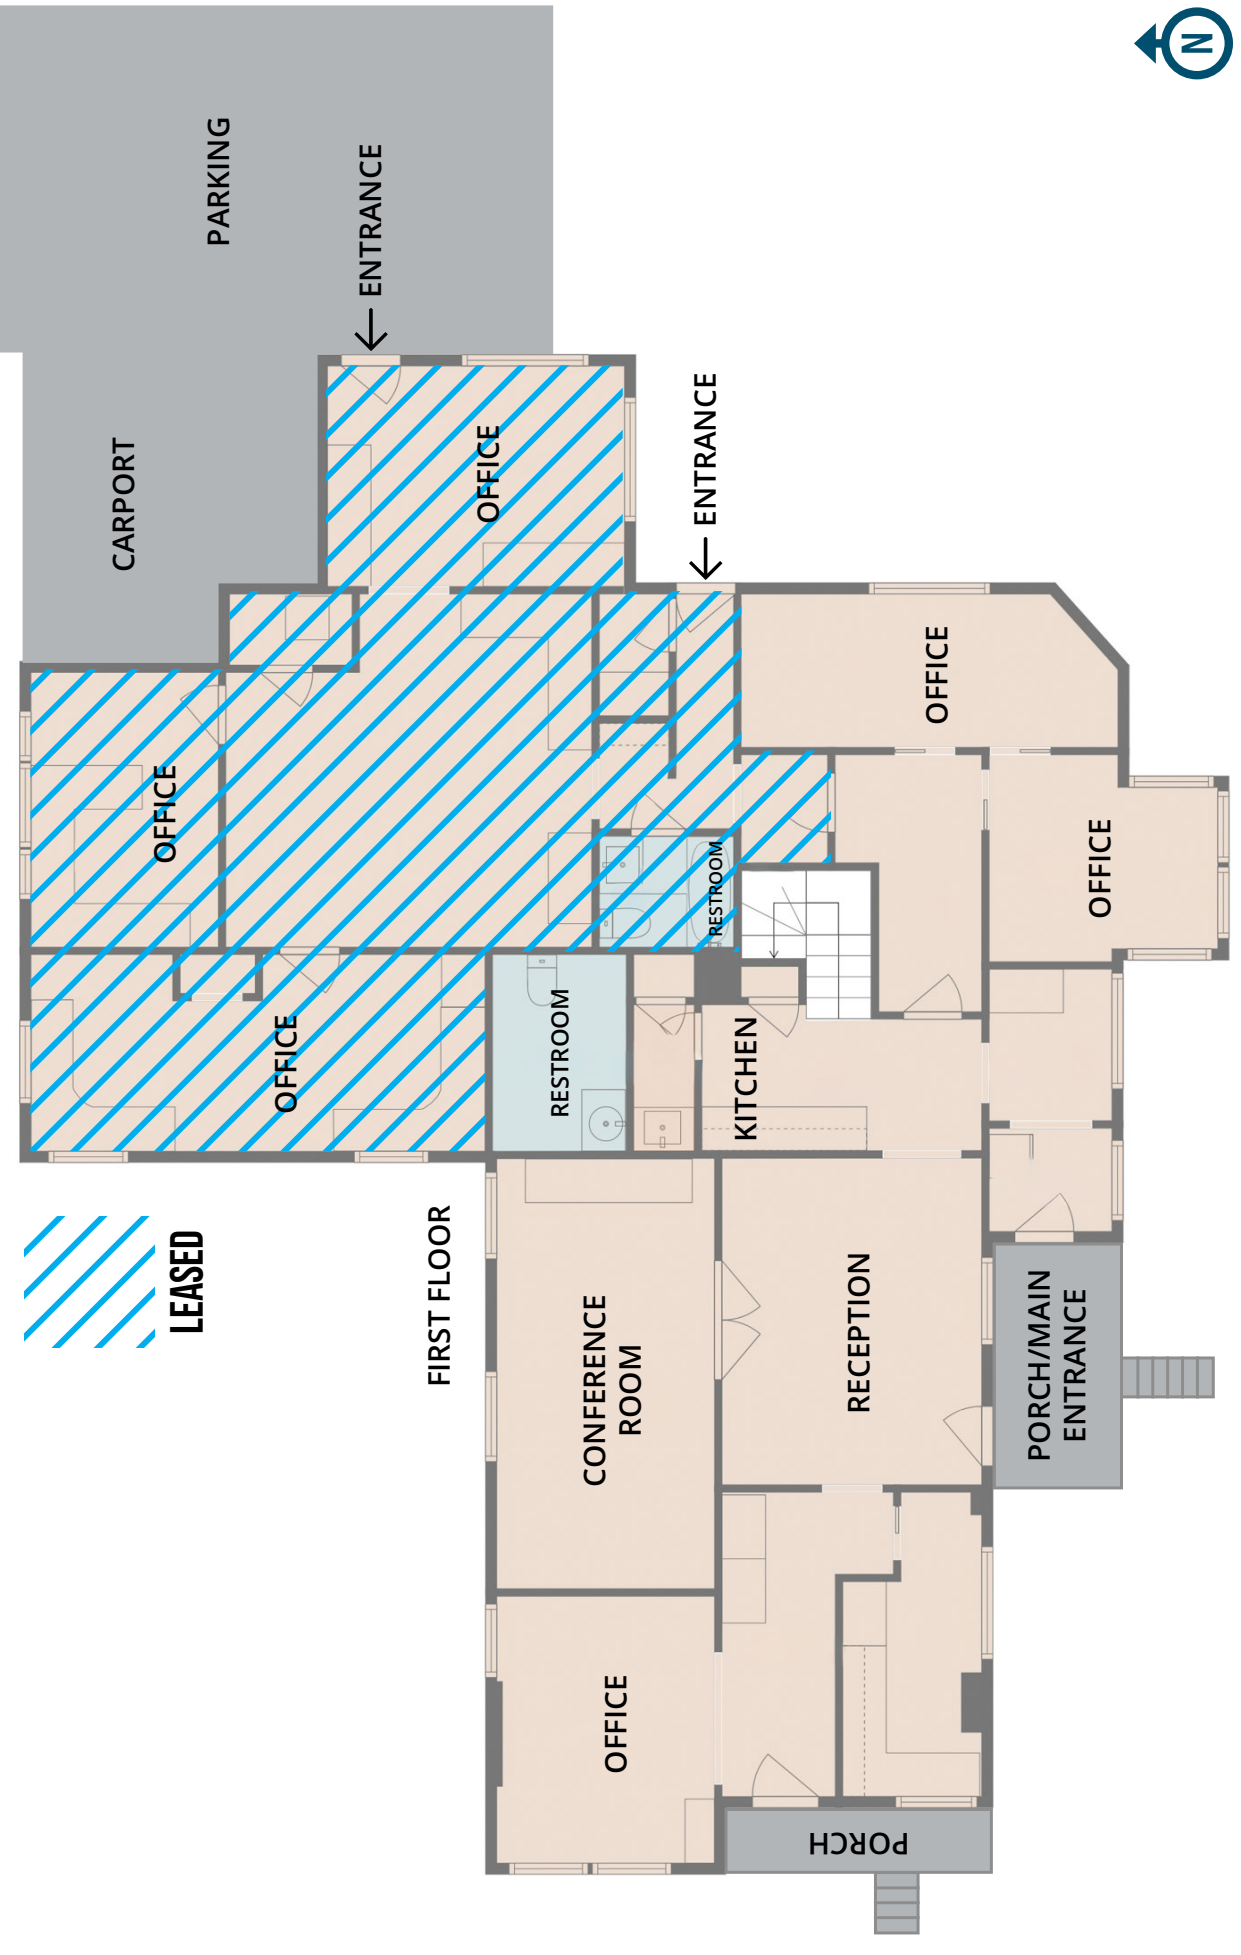 N
PARKING
ENTRANCE
CARPORT
OFFICE
ENTRANCE
OFFICE
OFFICE
OFFICE
RESTROOM
OFFICE
RESTROOM
KITCHEN
LEASED
FIRST FLOOR
CONFERENCE
ROOM
RECEPTION
PORCH/MAIN
ENTRANCE
OFFICE
PORCH